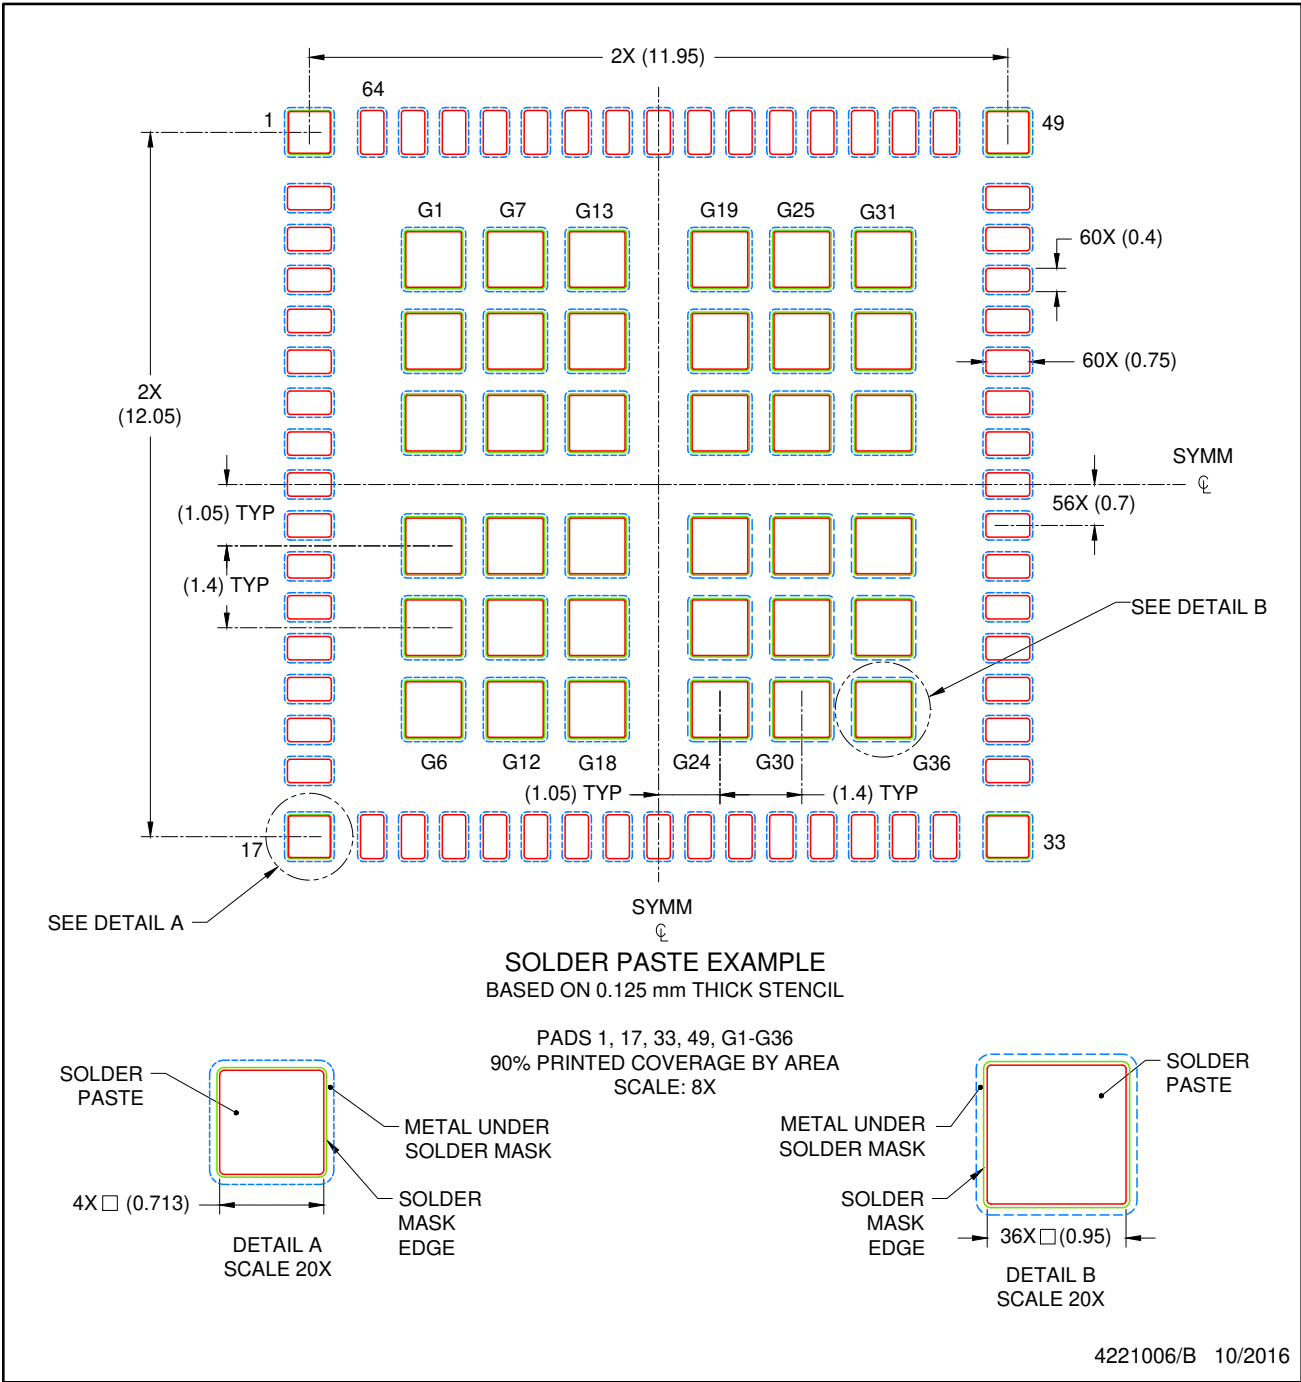 2X (11.95)
64
1
49
G1
G7
G13
G19
G25
G31
60X (0.4)
60X (0.75)
2X
(12.05)
SYMM
℄
(1.05) TYP
56X (0.7)
(1.4) TYP
SEE DETAIL B
G6
G12
G18
G24
G30
G36
(1.05) TYP
(1.4) TYP
17
33
SEE DETAIL A
SYMM
℄
SOLDER PASTE EXAMPLE
BASED ON 0.125 mm THICK STENCIL
PADS 1, 17, 33, 49, G1-G36
90% PRINTED COVERAGE BY AREA
SCALE: 8X
SOLDER
PASTE
METAL UNDER
SOLDER MASK
SOLDER
MASK
EDGE
4X □ (0.713)
DETAIL A
SCALE 20X
SOLDER
PASTE
METAL UNDER
SOLDER MASK
SOLDER
MASK
EDGE
36X □ (0.95)
DETAIL B
SCALE 20X
4221006/B 10/2016